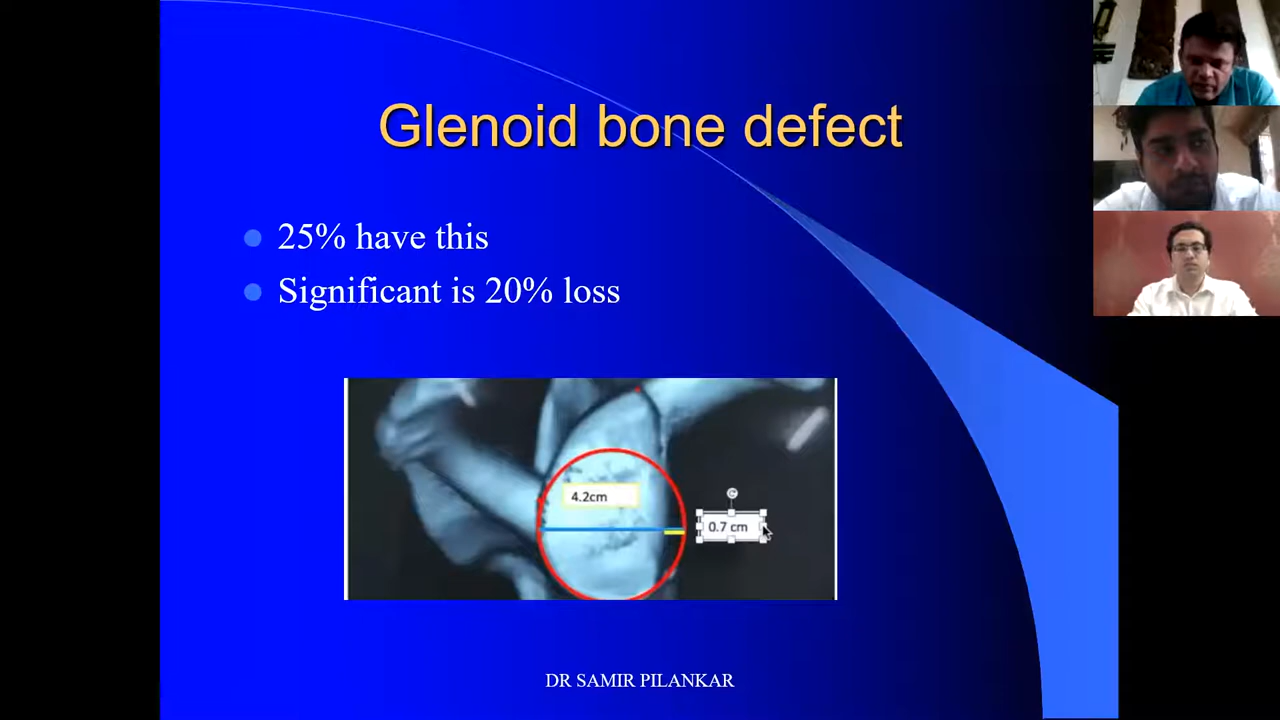 Glenoid bone defect
25% have this
Significant is 20% loss
4.2cm
0.7 cm
DR SAMIR PILANKAR